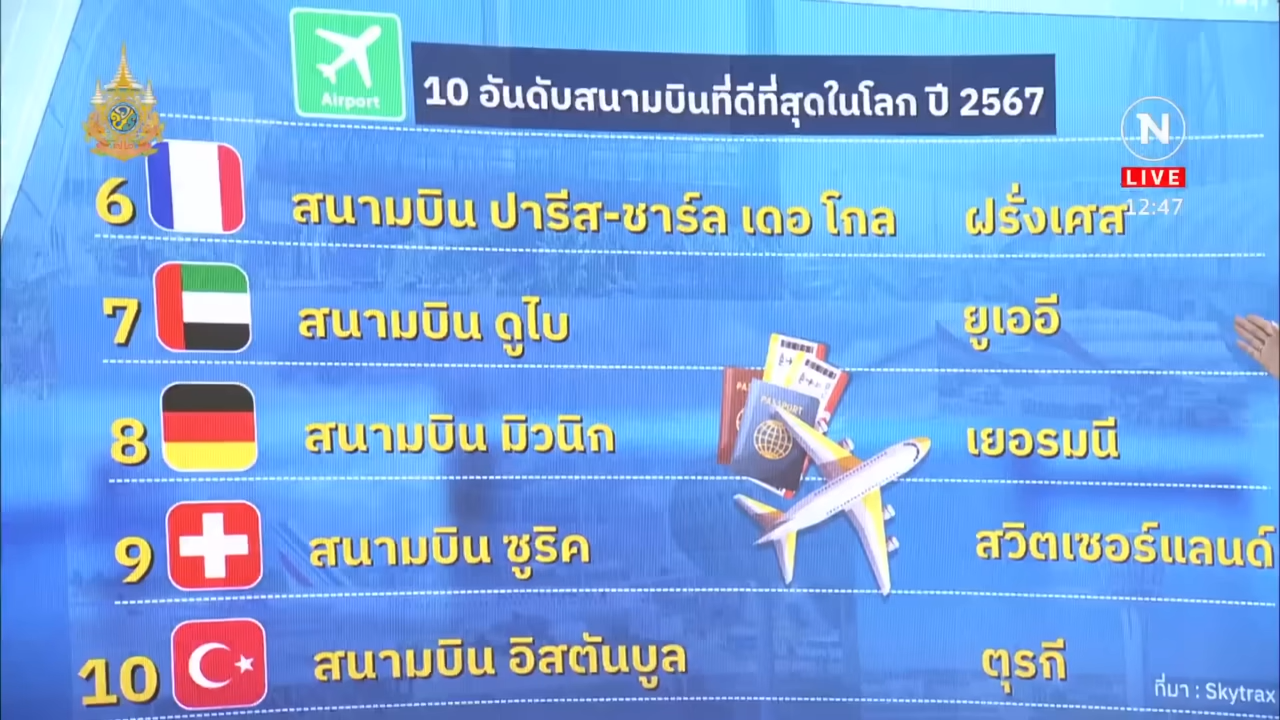 Airport
10 อันดับสนามบินที่ดีที่สุดในโลก ปี 2567
N
LIVE
12:47
6 สนามบิน ปารีส-ชาร์ล เดอ โกล ฝรั่งเศส
7 สนามบิน ดูไบ ยูเออี
8 สนามบิน มิวนิก เยอรมนี
PASSPORT
9 สนามบิน ซูริค สวิตเซอร์แลนด์
10 สนามบิน อิสตันบูล ตุรกี
ที่มา : Skytrax